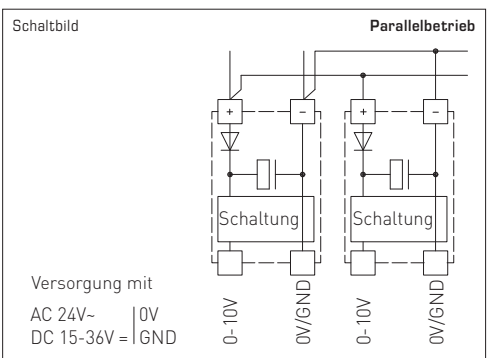 Schaltbild
Parallelbetrieb
+
–
+
–
Schaltung
Schaltung
Versorgung mit
AC 24V~ | 0V
DC 15-36V = | GND
0-10V
0V/GND
0-10V
0V/GND